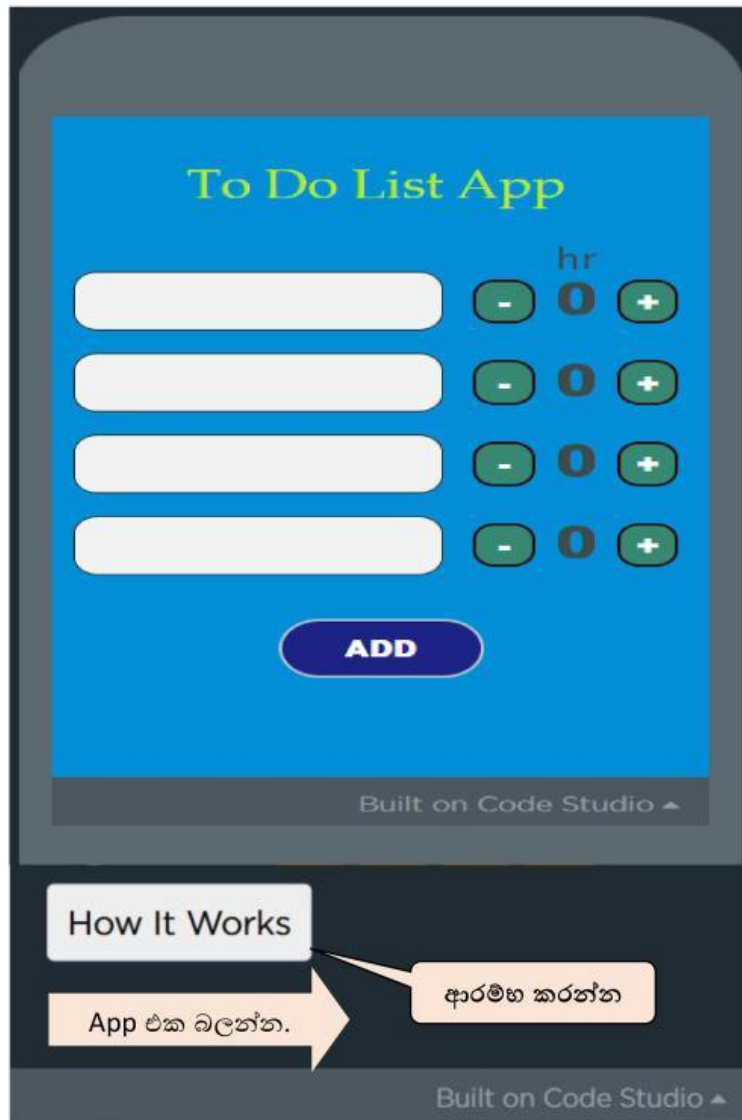 To Do List App
hr
- 0 +
- 0 +
- 0 +
- 0 +
ADD
Built on Code Studio ▲
How It Works
ආරම්භ කරන්න
App එක බලන්න.
Built on Code Studio ▲